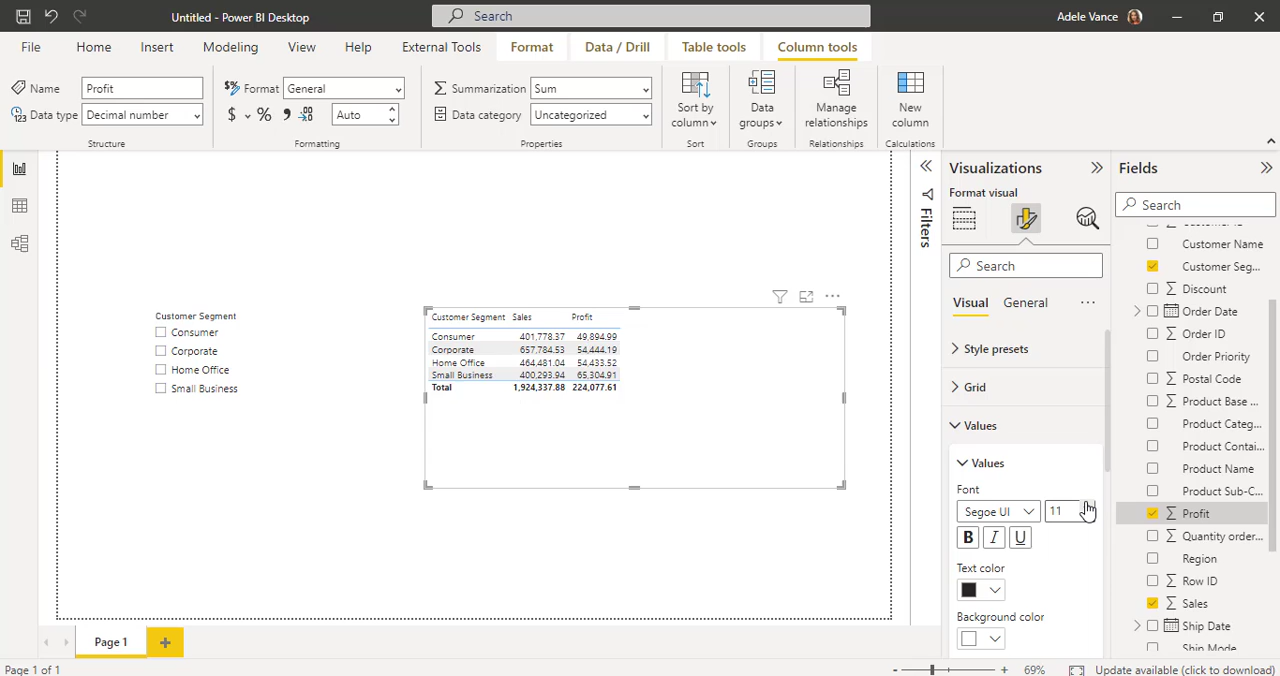 Untitled - Power BI Desktop
Search
Adele Vance
File
Home
Insert
Modeling
View
Help
External Tools
Format
Data / Drill
Table tools
Column tools
Name
Profit
Data type
Decimal number
Structure
Format
General
$ % 9
Auto
Formatting
Summarization
Sum
Data category
Uncategorized
Properties
Sort by
column
Sort
Data
groups
Groups
Manage
relationships
Relationships
New
column
Calculations
Customer Segment
Consumer
Corporate
Home Office
Small Business
Customer Segment Sales Profit
Consumer 401,778.37 49,894.99
Corporate 657,784.53 54,444.19
Home Office 464,481.04 54,433.52
Small Business 400,293.94 65,304.91
Total 1,924,337.88 224,077.61
Filters
Visualizations
Format visual
Search
Visual
General
Style presets
Grid
Values
Values
Font
Segoe UI
11
B I U
Text color
Background color
Fields
Search
Customer Name
Customer Seg...
Discount
Order Date
Order ID
Order Priority
Postal Code
Product Base ...
Product Categ...
Product Contai...
Product Name
Product Sub-C...
Profit
Quantity order...
Region
Row ID
Sales
Ship Date
Ship Mode
Page 1
+
Page 1 of 1
- + 69%
Update available (click to download)